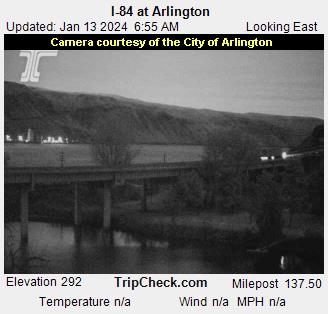 I-84 at Arlington
Updated: Jan 13 2024 6:55 AM Looking East
Camera courtesy of the City of Arlington
Elevation 292 TripCheck.com Milepost 137.50
Temperature n/a Wind n/a MPH n/a